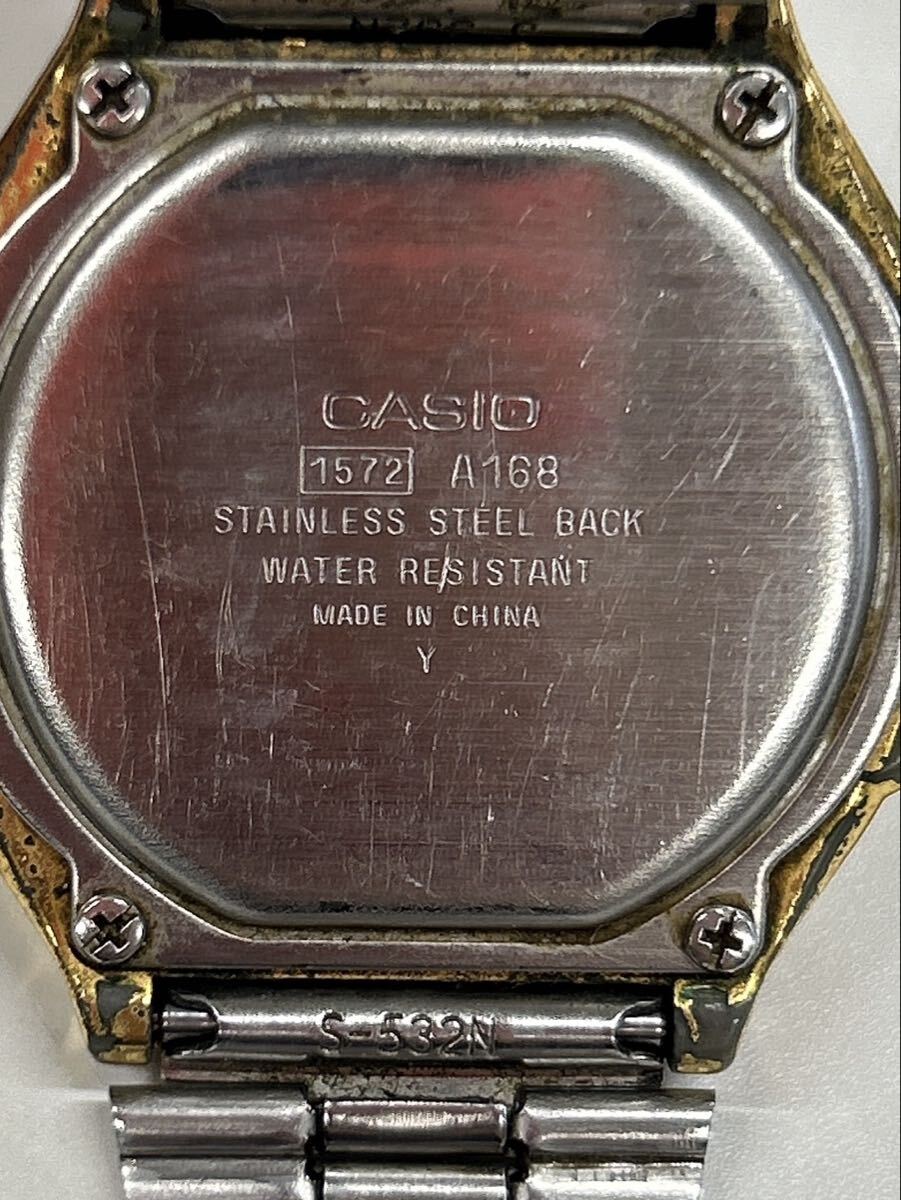 CASIO
1572 A168
STAINLESS STEEL BACK
WATER RESISTANT
MADE IN CHINA
Y
S-532N